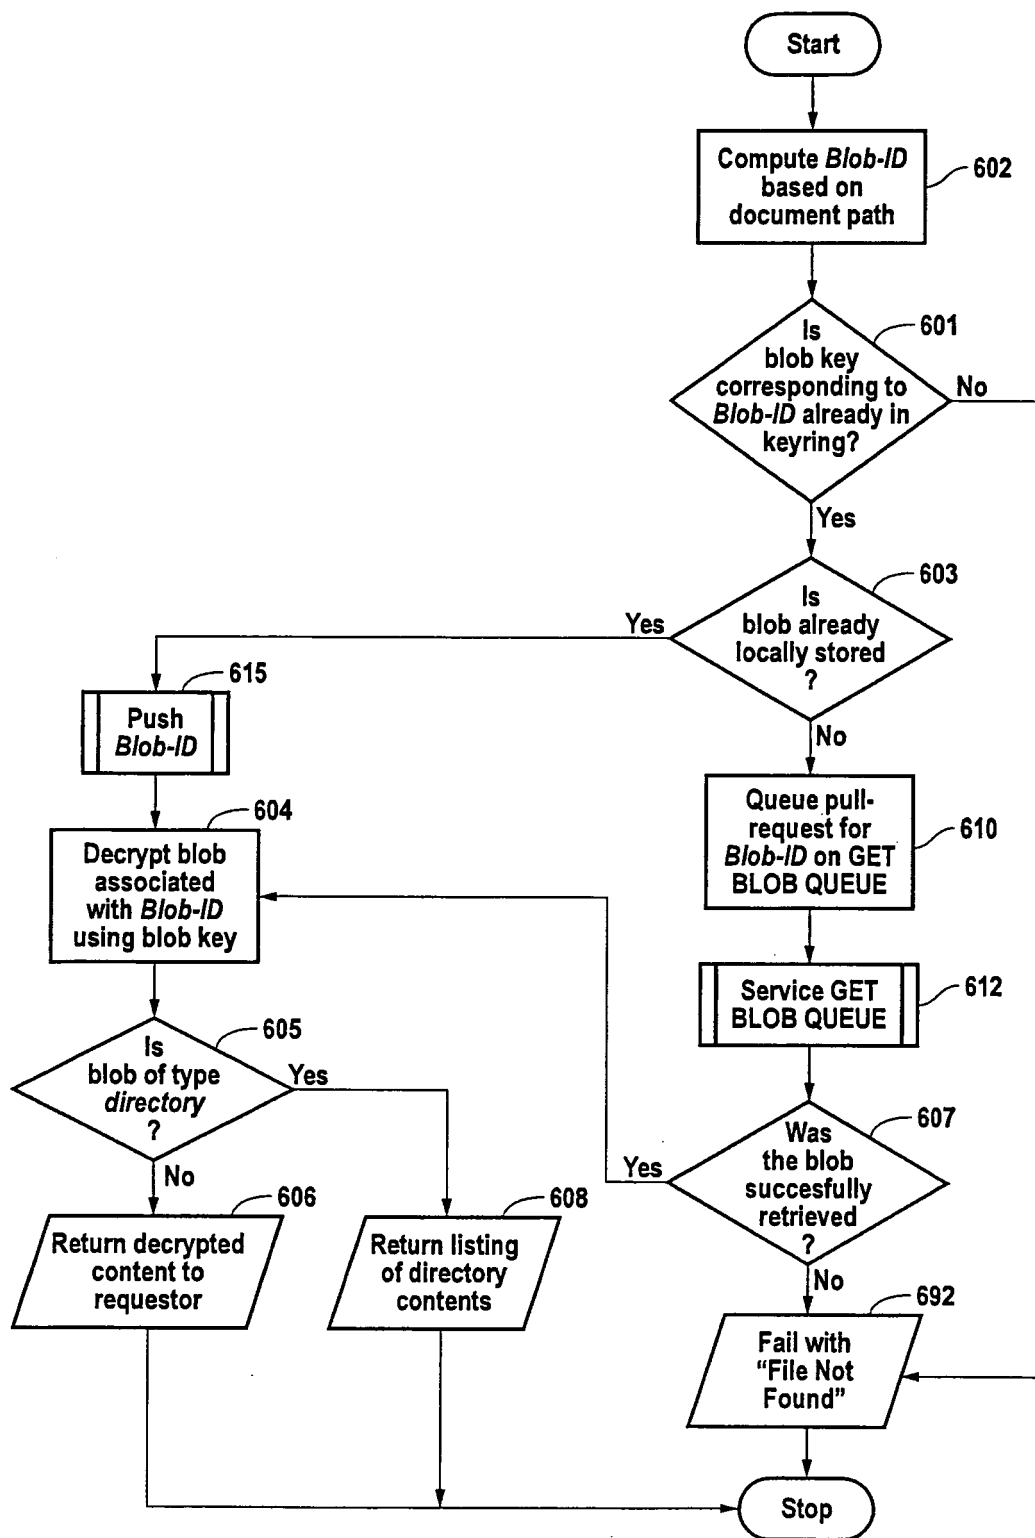 Start
Compute Blob-ID
based on
document path
602
Is
blob key
corresponding to
Blob-ID already in
keyring?
601
No
Yes
Is
blob already
locally stored
?
603
Yes
No
615
Push
Blob-ID
604
Decrypt blob
associated
with Blob-ID
using blob key
Queue pull-
request for
Blob-ID on GET
BLOB QUEUE
610
Service GET
BLOB QUEUE
612
605
Is
blob of type
directory
?
Yes
No
607
Was
the blob
succesfully
retrieved
?
Yes
No
606
Return decrypted
content to
requestor
608
Return listing
of directory
contents
692
Fail with
“File Not
Found”
Stop